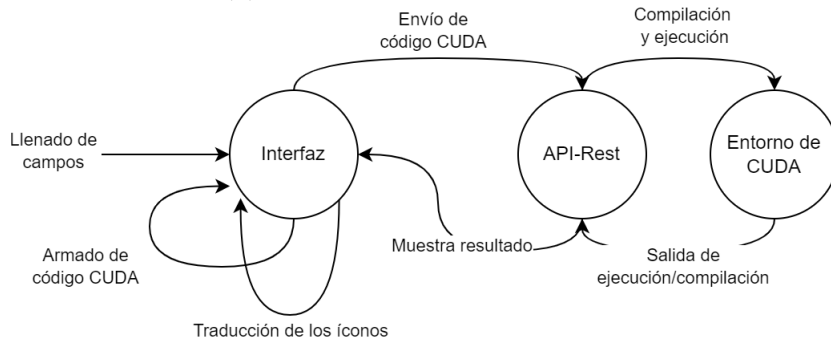 Envío de
código CUDA
Compilación
y ejecución
Llenado de
campos
Interfaz
API-Rest
Entorno de
CUDA
Armado de
código CUDA
Muestra resultado
Salida de
ejecución/compilación
Traducción de los íconos